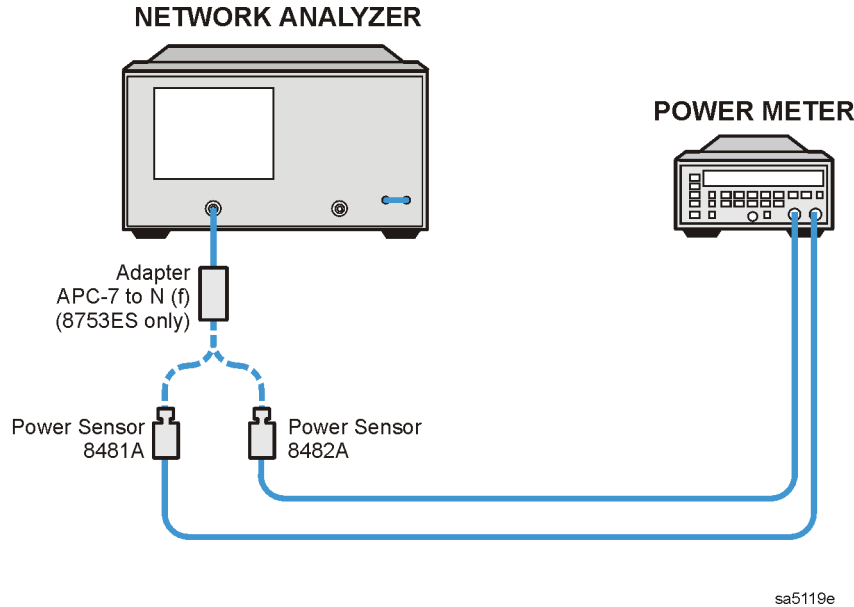 NETWORK ANALYZER
POWER METER
Adapter
APC-7 to N (f)
(8753ES only)
Power Sensor
8481A
Power Sensor
8482A
sa5119e